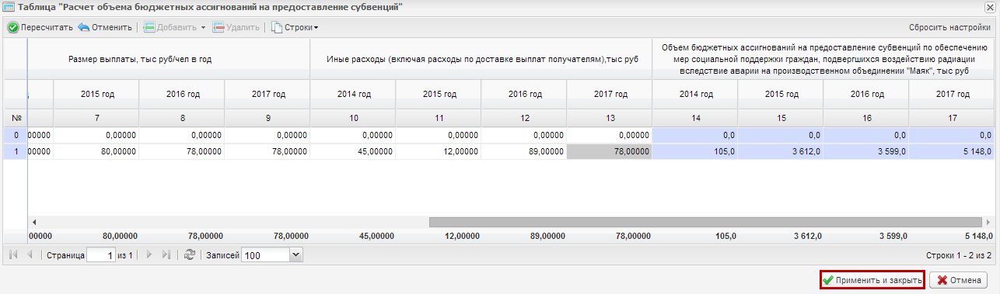 Таблица "Расчет объема бюджетных ассигнований на предоставление субвенций"
Пересчитать Отменить Добавить Удалить Строки Сбросить настройки
Размер выплаты, тыс руб/чел в год Иные расходы (включая расходы по доставке выплат получателям),тыс руб Объем бюджетных ассигнований на предоставление субвенций по обеспечению
мер социальной поддержки граждан, подвергшихся воздействию радиации
вследствие аварии на производственном объединении "Маяк", тыс руб
2015 год 2016 год 2017 год 2014 год 2015 год 2016 год 2017 год 2014 год 2015 год 2016 год 2017 год
№ 7 8 9 10 11 12 13 14 15 16 17
0 00000 0,00000 0,00000 0,00000 0,00000 0,00000 0,00000 0,00000 0,0 0,0 0,0 0,0
1 00000 80,00000 78,00000 78,00000 45,00000 12,00000 89,00000 78,00000 105,0 3 612,0 3 599,0 5 148,0
00000 80,00000 78,00000 78,00000 45,00000 12,00000 89,00000 78,00000 105,0 3 612,0 3 599,0 5 148,0
Страница 1 из 1 Записей 100 Строки 1 - 2 из 2
Применить и закрыть Отмена